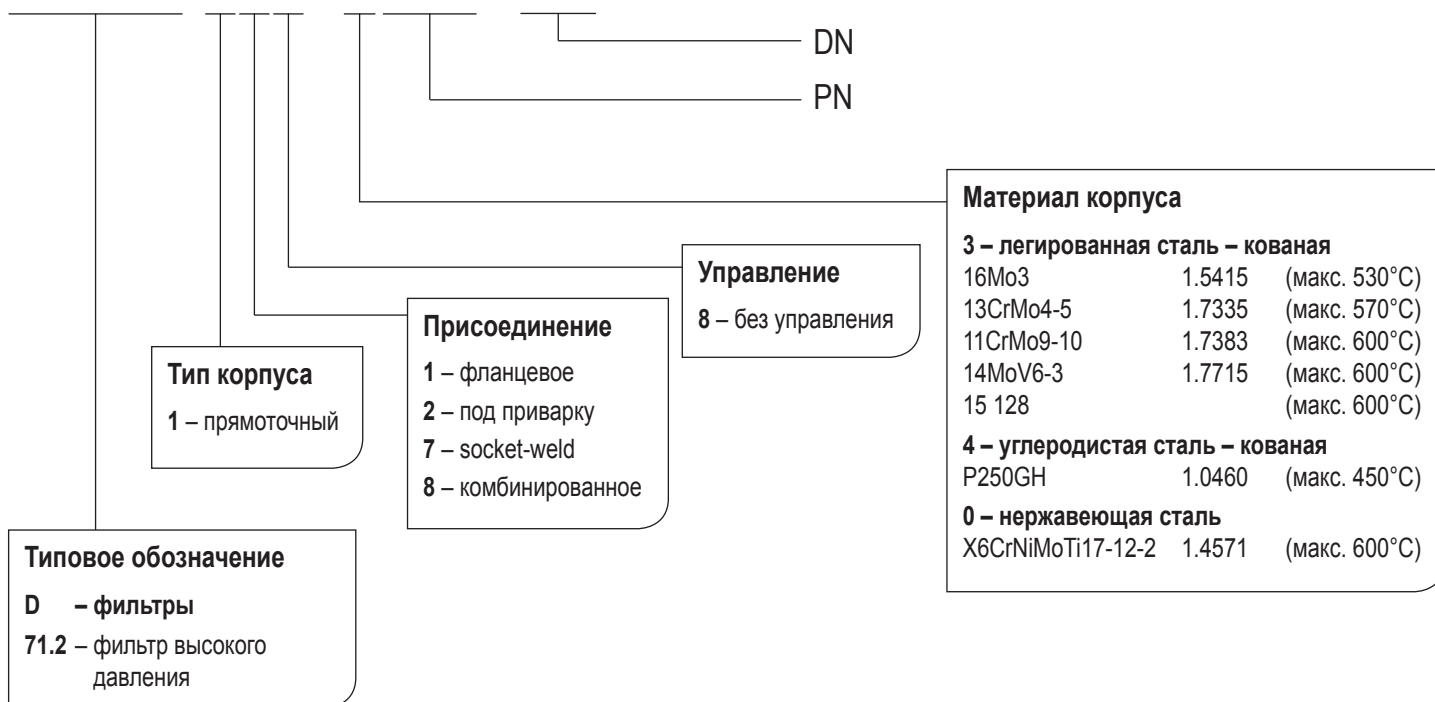 DN
PN
Материал корпуса
3 – легированная сталь – кованая
16Mo3 1.5415 (макс. 530°C)
13CrMo4-5 1.7335 (макс. 570°C)
11CrMo9-10 1.7383 (макс. 600°C)
14MoV6-3 1.7715 (макс. 600°C)
15 128 (макс. 600°C)
4 – углеродистая сталь – кованая
P250GH 1.0460 (макс. 450°C)
0 – нержавеющая сталь
X6CrNiMoTi17-12-2 1.4571 (макс. 600°C)
Управление
8 – без управления
Присоединение
1 – фланцевое
2 – под приварку
7 – socket-weld
8 – комбинированное
Тип корпуса
1 – прямоточный
Типовое обозначение
D – фильтры
71.2 – фильтр высокого
давления